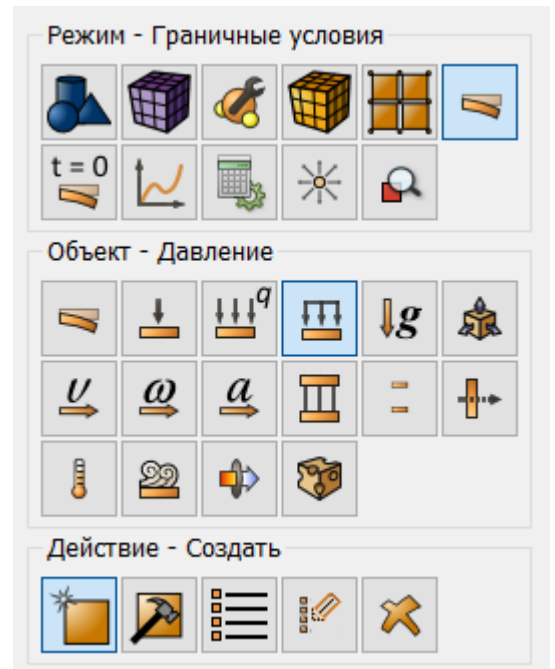 Режим - Граничные условия
t = 0
Объект - Давление
q
g
υ ω a
Действие - Создать